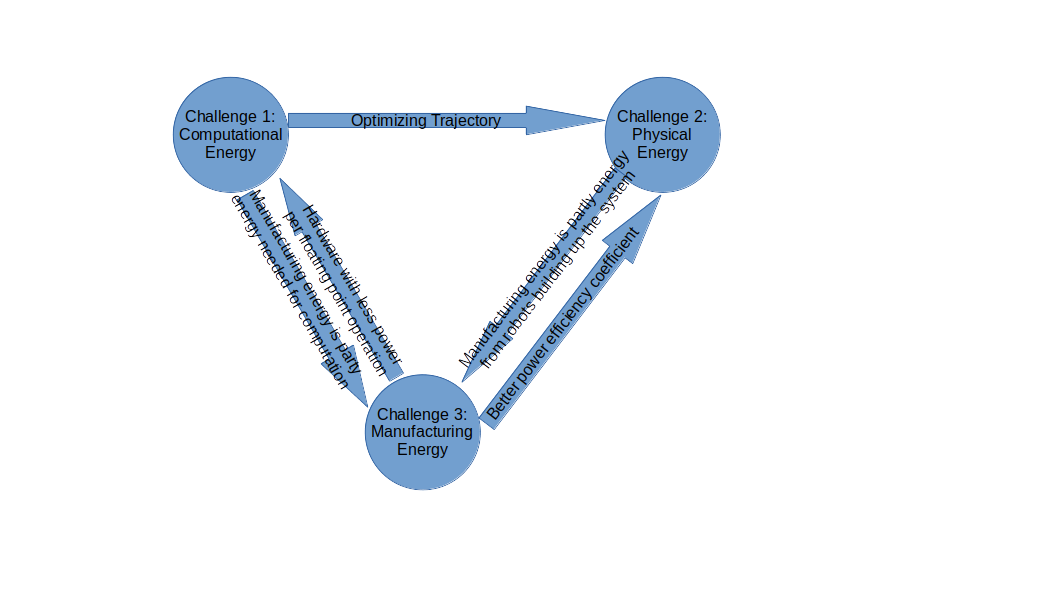 Challenge 1:
Computational
Energy
Optimizing Trajectory
Challenge 2:
Physical
Energy
Manufacturing energy is party
energy needed for computation
Hardware with less power
per floating point operation
Manufacturing energy is partly energy
from robots building up the system
Better power efficiency coefficient
Challenge 3:
Manufacturing
Energy